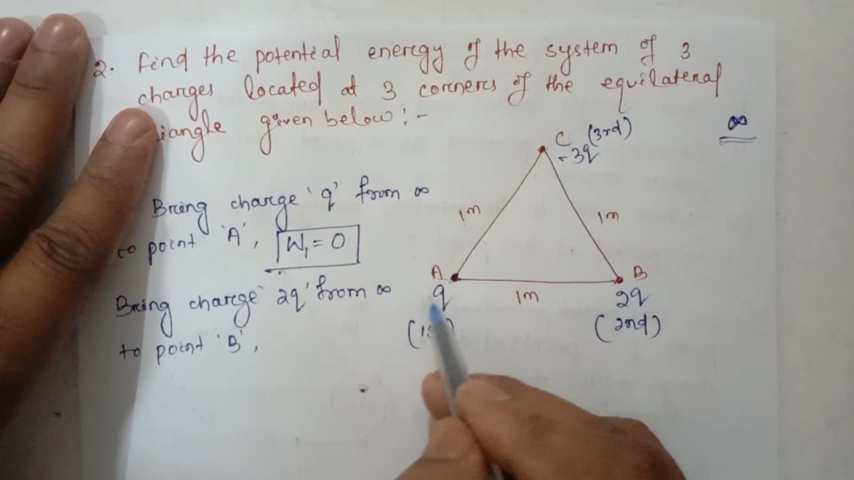 2. Find the potential energy of the system of 3
charges located at 3 corners of the equilateral
iangle given below:-
∞
C (3rd)
-3q
Bring charge 'q' from ∞
to point 'A', W₁ = 0
1m
1m
A
B
Bring charge '2q' from ∞
q
1m
2q
to point 'B',
(2nd)